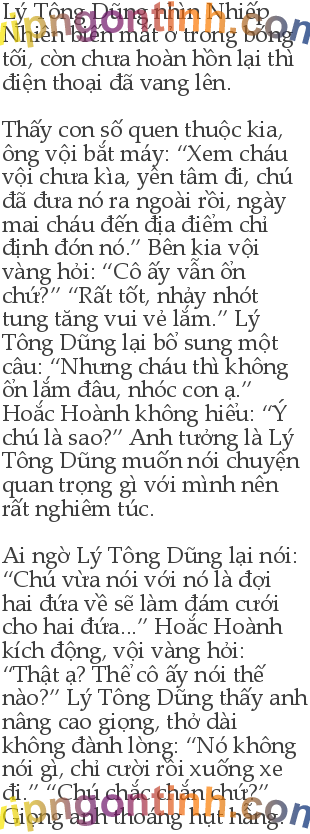 Lý Tông Dũng nhìn Nhiếp
Nhiên biến mất ở trong bóng
tối, còn chưa hoàn hồn lại thì
điện thoại đã vang lên.

Thấy con số quen thuộc kia,
ông vội bắt máy: “Xem cháu
vội chưa kìa, yên tâm đi, chú
đã đưa nó ra ngoài rồi, ngày
mai cháu đến địa điểm chỉ
định đón nó.” Bên kia vội
vàng hỏi: “Cô ấy vẫn ổn
chứ?” “Rất tốt, nhảy nhót
tung tăng vui vẻ lắm.” Lý
Tông Dũng lại bổ sung một
câu: “Nhưng cháu thì không
ổn lắm đâu, nhóc con ạ.”
Hoắc Hoành không hiểu: “Ý
chú là sao?” Anh tưởng là Lý
Tông Dũng muốn nói chuyện
quan trọng gì với mình nên
rất nghiêm túc.

Ai ngờ Lý Tông Dũng lại nói:
“Chú vừa nói với nó là đợi
hai đứa về sẽ làm đám cưới
cho hai đứa...” Hoắc Hoành
kích động, vội vàng hỏi:
“Thật ạ? Thể cô ấy nói thế
nào?” Lý Tông Dũng thấy anh
nâng cao giọng, thở dài
không đành lòng: “Nó không
nói gì, chỉ cười rồi xuống xe
đi.” “Chú chắc chắn chứ?”
Giọng anh thoáng hụt hẫng.
ripngontinh.com
ripngontinh.com